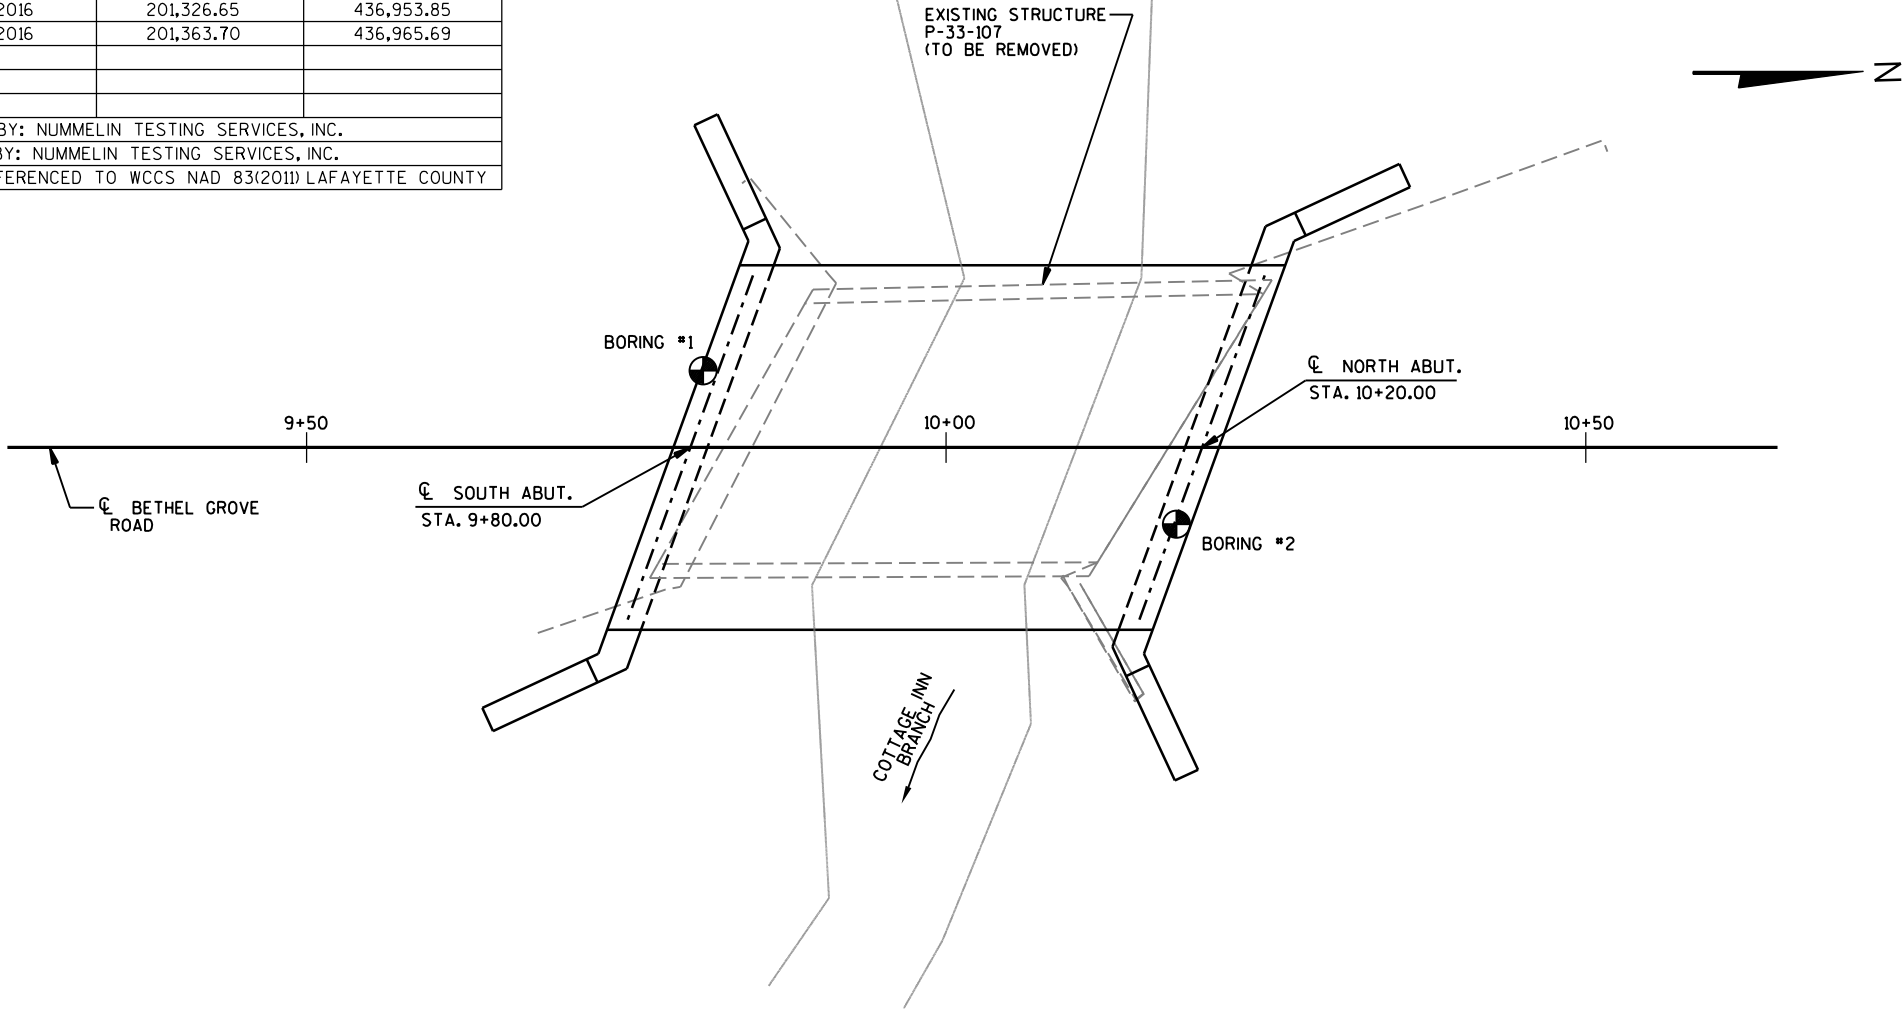 2016 201,326.65 436,953.85
2016 201,363.70 436,965.69
BY: NUMMELIN TESTING SERVICES, INC.
BY: NUMMELIN TESTING SERVICES, INC.
FERENCED TO WCCS NAD 83(2011) LAFAYETTE COUNTY
EXISTING STRUCTURE
P-33-107
(TO BE REMOVED)
N
BORING #1
℄ NORTH ABUT.
STA. 10+20.00
9+50
10+00
10+50
℄ SOUTH ABUT.
STA. 9+80.00
℄ BETHEL GROVE
ROAD
BORING #2
COTTAGE INN
BRANCH